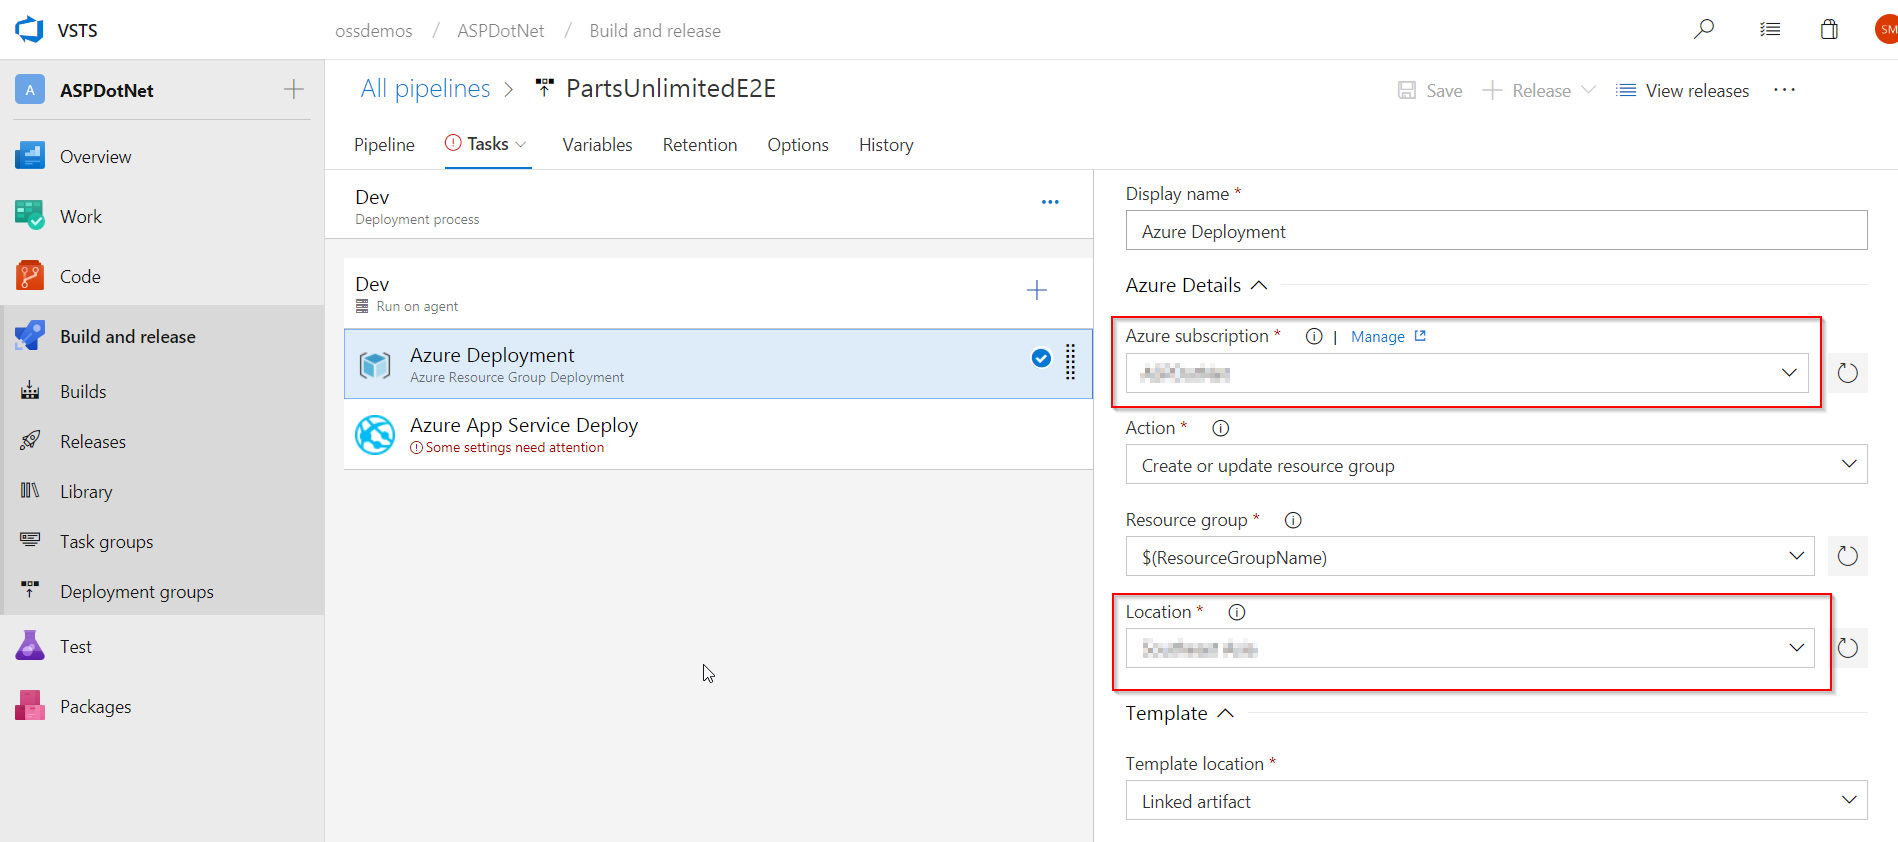 VSTS
ossdemos / ASPDotNet / Build and release
SM
A ASPDotNet
All pipelines > PartsUnlimitedE2E
Save
Release
View releases
Overview
Work
Code
Build and release
Builds
Releases
Library
Task groups
Deployment groups
Test
Packages
Pipeline
Tasks
Variables
Retention
Options
History
Dev
Deployment process
Dev
Run on agent
Azure Deployment
Azure Resource Group Deployment
Azure App Service Deploy
Some settings need attention
Display name *
Azure Deployment
Azure Details
Azure subscription * | Manage
Action *
Create or update resource group
Resource group *
$(ResourceGroupName)
Location *
Template
Template location *
Linked artifact